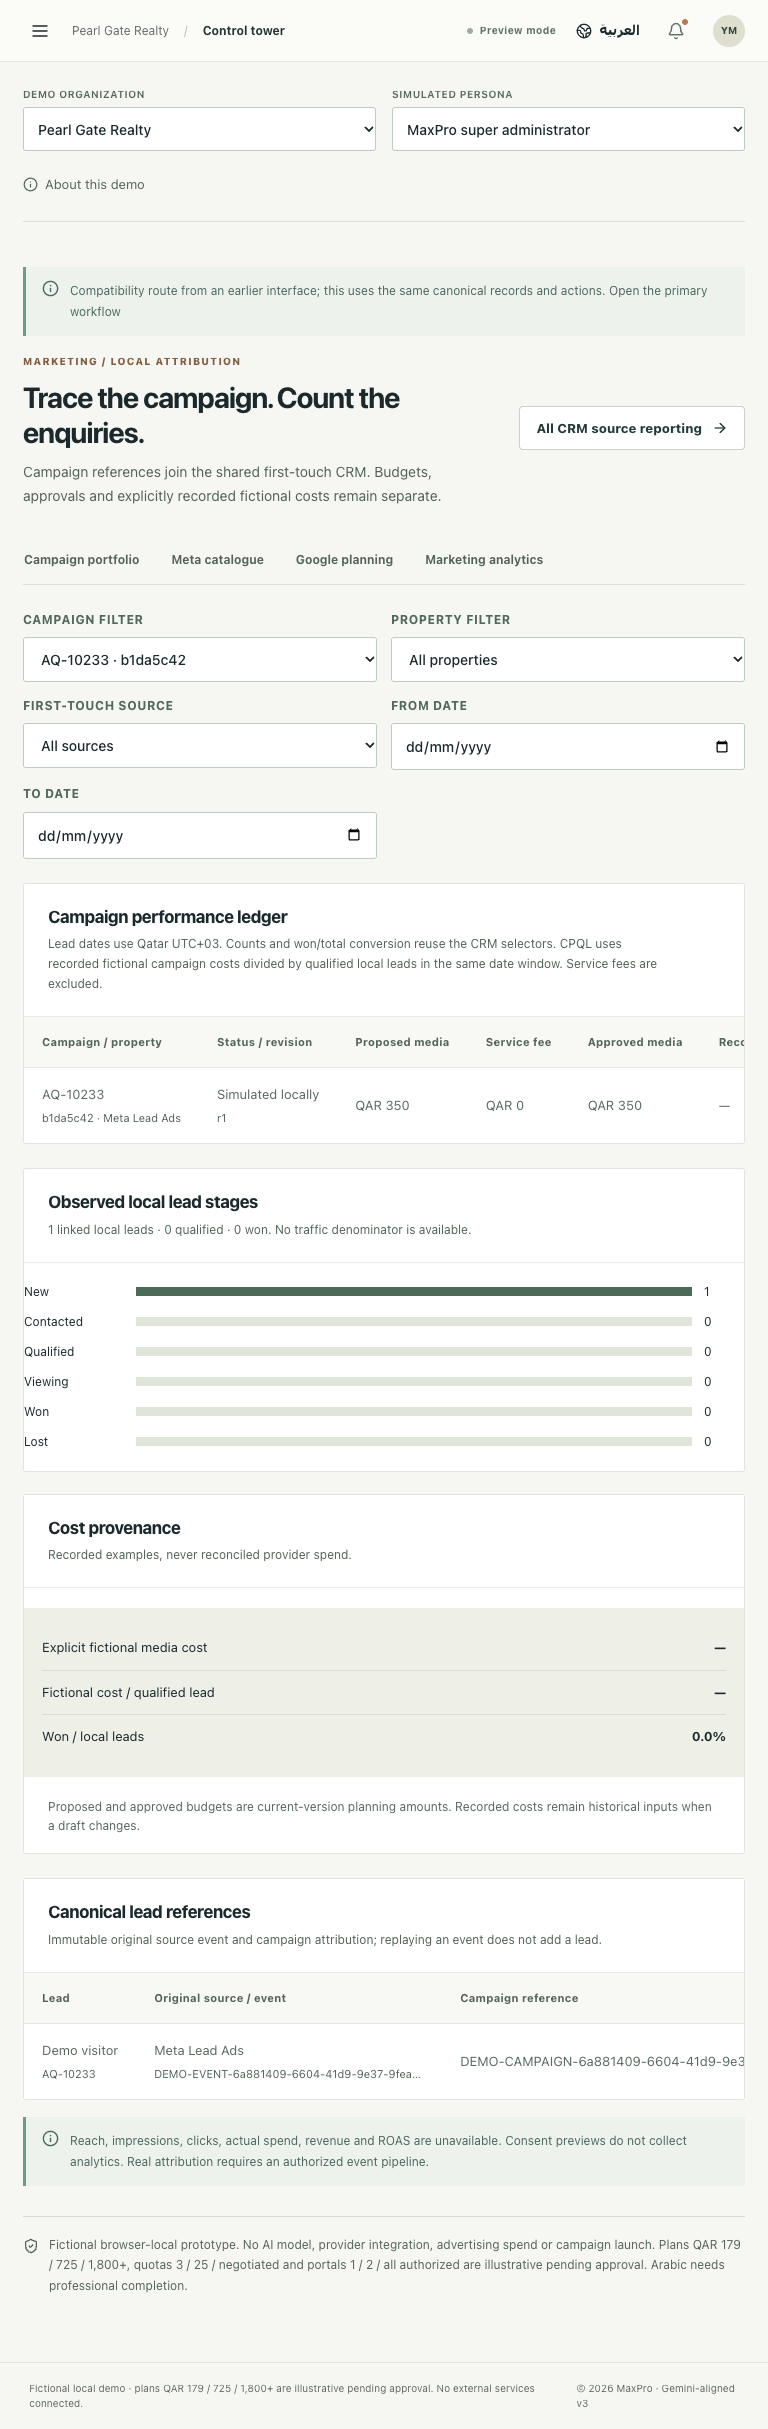 Pearl Gate Realty / Control tower
Preview mode
العربية
YM
DEMO ORGANIZATION
Pearl Gate Realty
SIMULATED PERSONA
MaxPro super administrator
About this demo
Compatibility route from an earlier interface; this uses the same canonical records and actions. Open the primary
workflow
MARKETING / LOCAL ATTRIBUTION
Trace the campaign. Count the
enquiries.
All CRM source reporting
Campaign references join the shared first-touch CRM. Budgets,
approvals and explicitly recorded fictional costs remain separate.
Campaign portfolio
Meta catalogue
Google planning
Marketing analytics
CAMPAIGN FILTER
AQ-10233 · b1da5c42
PROPERTY FILTER
All properties
FIRST-TOUCH SOURCE
All sources
FROM DATE
dd/mm/yyyy
TO DATE
dd/mm/yyyy
Campaign performance ledger
Lead dates use Qatar UTC+03. Counts and won/total conversion reuse the CRM selectors. CPQL uses
recorded fictional campaign costs divided by qualified local leads in the same date window. Service fees are
excluded.
Campaign / property Status / revision Proposed media Service fee Approved media Reco
AQ-10233 Simulated locally QAR 350 QAR 0 QAR 350 —
b1da5c42 · Meta Lead Ads r1
Observed local lead stages
1 linked local leads · 0 qualified · 0 won. No traffic denominator is available.
New 1
Contacted 0
Qualified 0
Viewing 0
Won 0
Lost 0
Cost provenance
Recorded examples, never reconciled provider spend.
Explicit fictional media cost —
Fictional cost / qualified lead —
Won / local leads 0.0%
Proposed and approved budgets are current-version planning amounts. Recorded costs remain historical inputs when
a draft changes.
Canonical lead references
Immutable original source event and campaign attribution; replaying an event does not add a lead.
Lead Original source / event Campaign reference
Demo visitor Meta Lead Ads DEMO-CAMPAIGN-6a881409-6604-41d9-9e3
AQ-10233 DEMO-EVENT-6a881409-6604-41d9-9e37-9fea...
Reach, impressions, clicks, actual spend, revenue and ROAS are unavailable. Consent previews do not collect
analytics. Real attribution requires an authorized event pipeline.
Fictional browser-local prototype. No AI model, provider integration, advertising spend or campaign launch. Plans QAR 179
/ 725 / 1,800+, quotas 3 / 25 / negotiated and portals 1 / 2 / all authorized are illustrative pending approval. Arabic needs
professional completion.
Fictional local demo · plans QAR 179 / 725 / 1,800+ are illustrative pending approval. No external services
connected.
© 2026 MaxPro · Gemini-aligned
v3